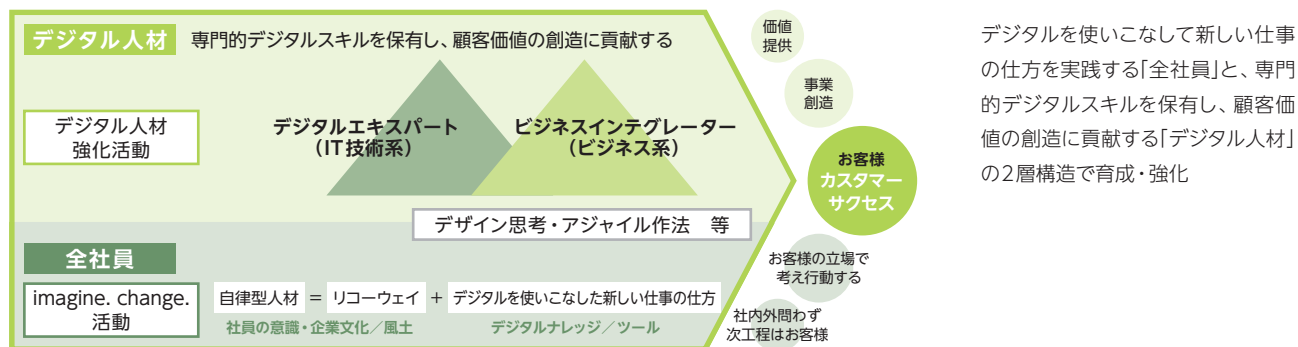 デジタル人材 専門的デジタルスキルを保有し、顧客価値の創造に貢献する
デジタル人材
強化活動
デジタルエキスパート
（IT技術系）
ビジネスインテグレーター
（ビジネス系）
デザイン思考・アジャイル作法　等
全社員
imagine. change.
活動
自律型人材 ＝ リコーウェイ ＋ デジタルを使いこなした新しい仕事の仕方
社員の意識・企業文化／風土
デジタルナレッジ／ツール
価値
提供
事業
創造
お客様
カスタマー
サクセス
お客様の立場で
考え行動する
社内外問わず
次工程はお客様
デジタルを使いこなして新しい仕事
の仕方を実践する「全社員」と、専門
的デジタルスキルを保有し、顧客価
値の創造に貢献する「デジタル人材」
の2層構造で育成・強化